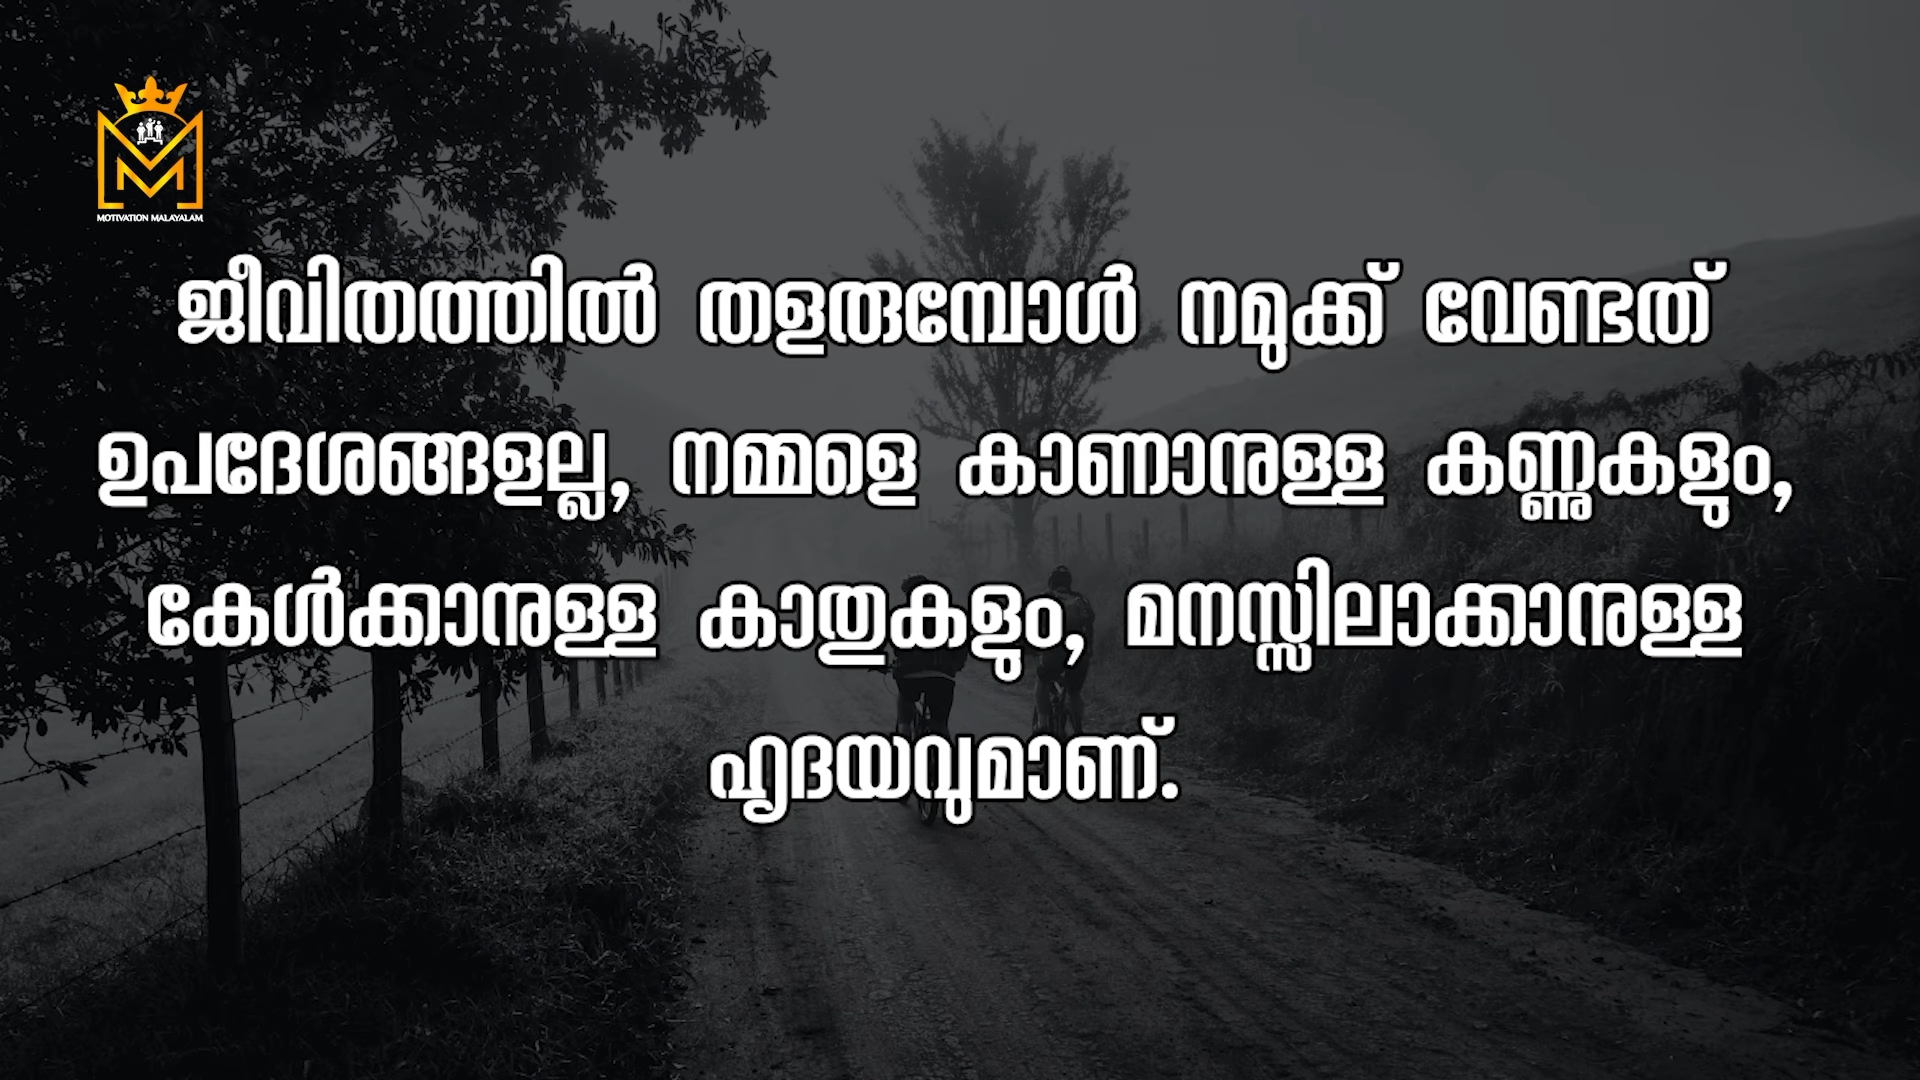 MOTIVATION MALAYALAM
ജീവിതത്തിൽ തളരുമ്പോൾ നമുക്ക് വേണ്ടത്
ഉപദേശങ്ങളല്ല, നമ്മളെ കാണാനുള്ള കണ്ണുകളും,
കേൾക്കാനുള്ള കാതുകളും, മനസ്സിലാക്കാനുള്ള
ഹൃദയവുമാണ്.